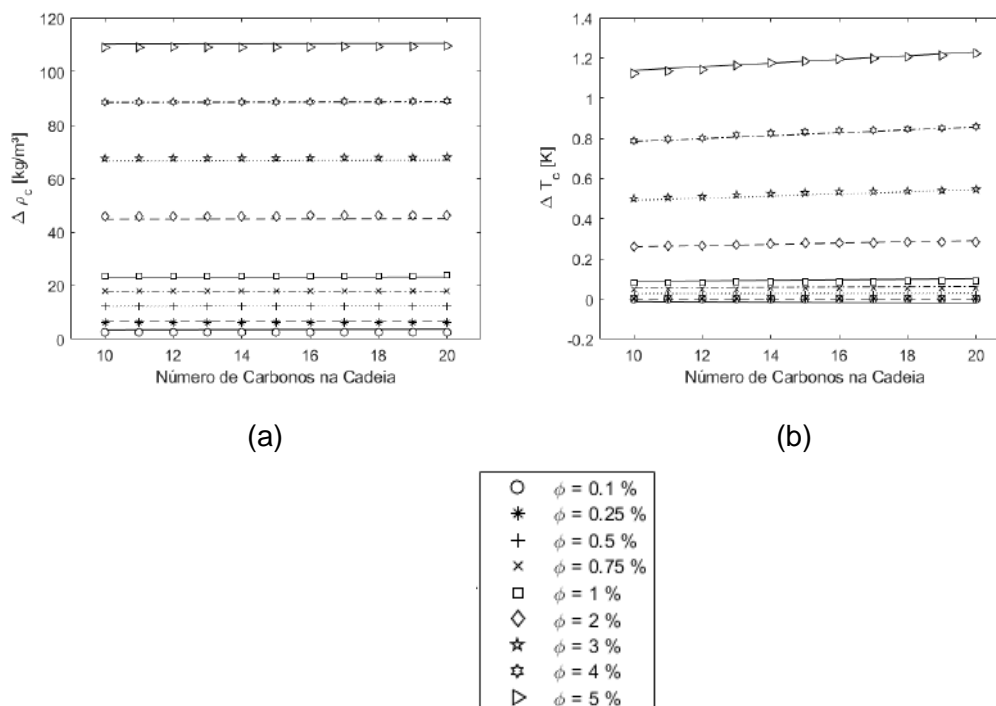 120
100
80
60
40
20
0
Δ ρc [kg/m³]
10 12 14 16 18 20
Número de Carbonos na Cadeia
(a)
1.4
1.2
1
0.8
0.6
0.4
0.2
0
-0.2
Δ Tc [K]
10 12 14 16 18 20
Número de Carbonos na Cadeia
(b)
ϕ = 0.1 %
ϕ = 0.25 %
ϕ = 0.5 %
ϕ = 0.75 %
ϕ = 1 %
ϕ = 2 %
ϕ = 3 %
ϕ = 4 %
ϕ = 5 %